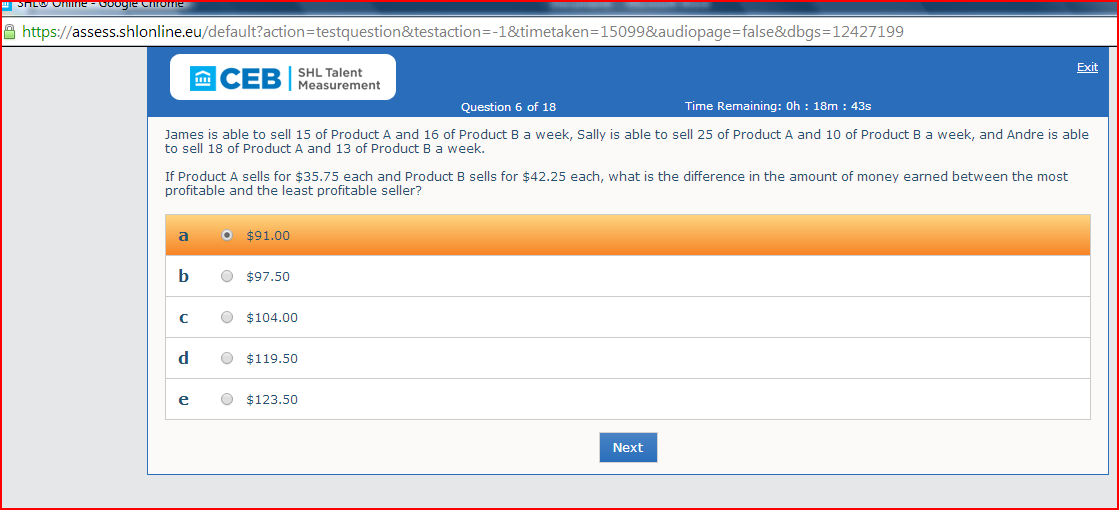 SHL® Online - Google Chrome
https://assess.shlonline.eu/default?action=testquestion&testaction=-1&timetaken=15099&audiopage=false&dbgs=12427199
CEB SHL Talent
Measurement
Exit
Question 6 of 18 Time Remaining: 0h : 18m : 43s
James is able to sell 15 of Product A and 16 of Product B a week, Sally is able to sell 25 of Product A and 10 of Product B a week, and Andre is able
to sell 18 of Product A and 13 of Product B a week.
If Product A sells for $35.75 each and Product B sells for $42.25 each, what is the difference in the amount of money earned between the most
profitable and the least profitable seller?
a $91.00
b $97.50
c $104.00
d $119.50
e $123.50
Next